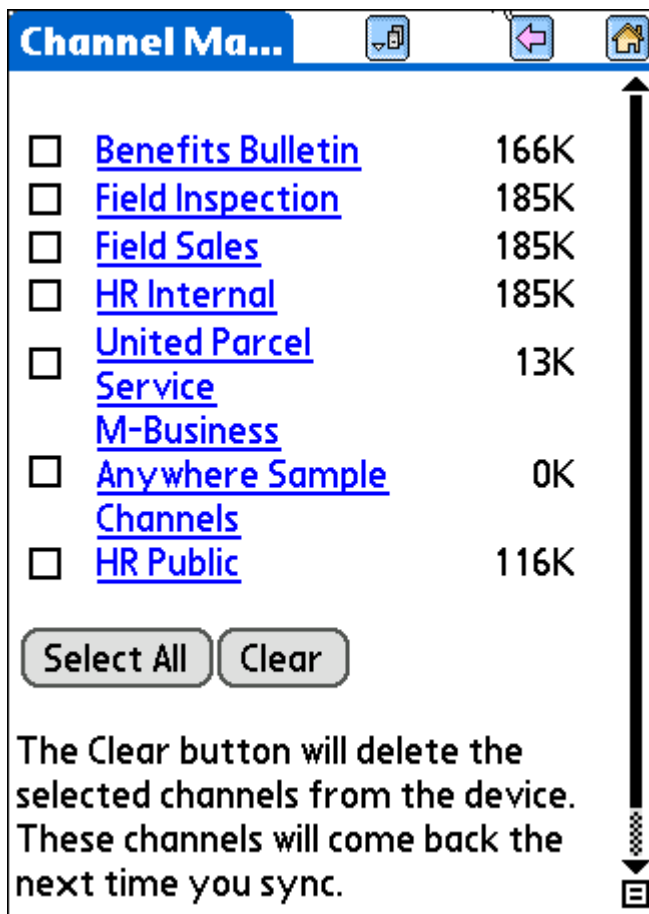 Channel Ma...
Benefits Bulletin 166K
Field Inspection 185K
Field Sales 185K
HR Internal 185K
United Parcel
Service 13K
M-Business
Anywhere Sample 0K
Channels
HR Public 116K
Select All Clear
The Clear button will delete the
selected channels from the device.
These channels will come back the
next time you sync.